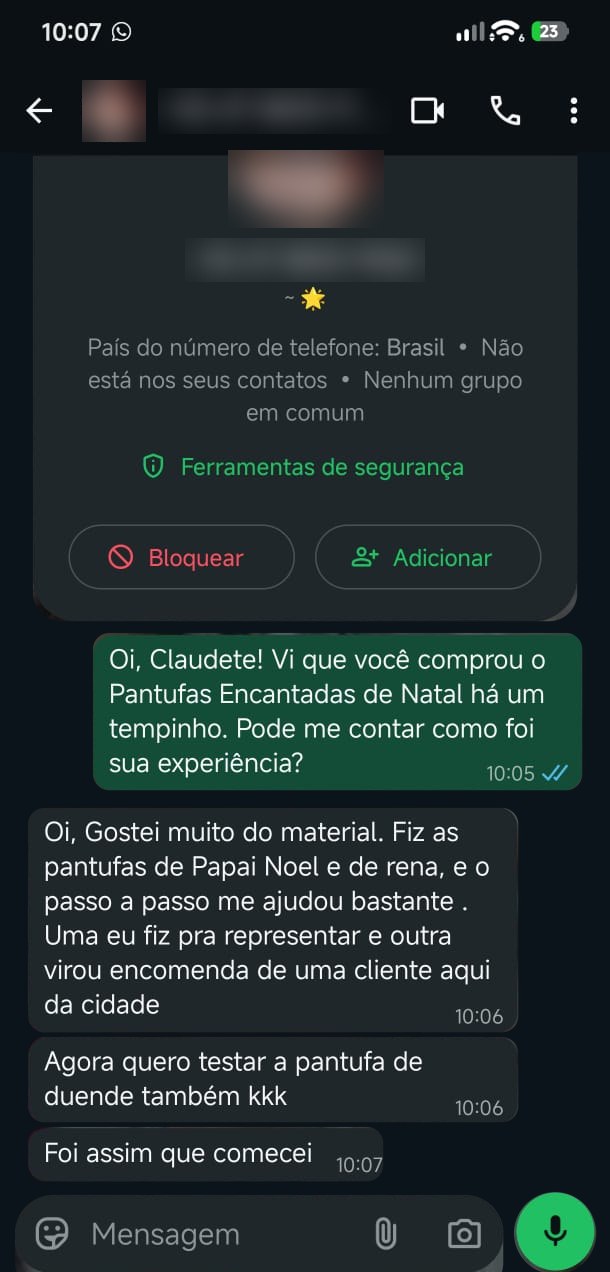 10:07
6
23
~ 🌟
País do número de telefone: Brasil • Não
está nos seus contatos • Nenhum grupo
em comum
Ferramentas de segurança
Bloquear
Adicionar
Oi, Claudete! Vi que você comprou o
Pantufas Encantadas de Natal há um
tempinho. Pode me contar como foi
sua experiência?
10:05
Oi, Gostei muito do material. Fiz as
pantufas de Papai Noel e de rena, e o
passo a passo me ajudou bastante .
Uma eu fiz pra representar e outra
virou encomenda de uma cliente aqui
da cidade
10:06
Agora quero testar a pantufa de
duende também kkk
10:06
Foi assim que comecei
10:07
Mensagem